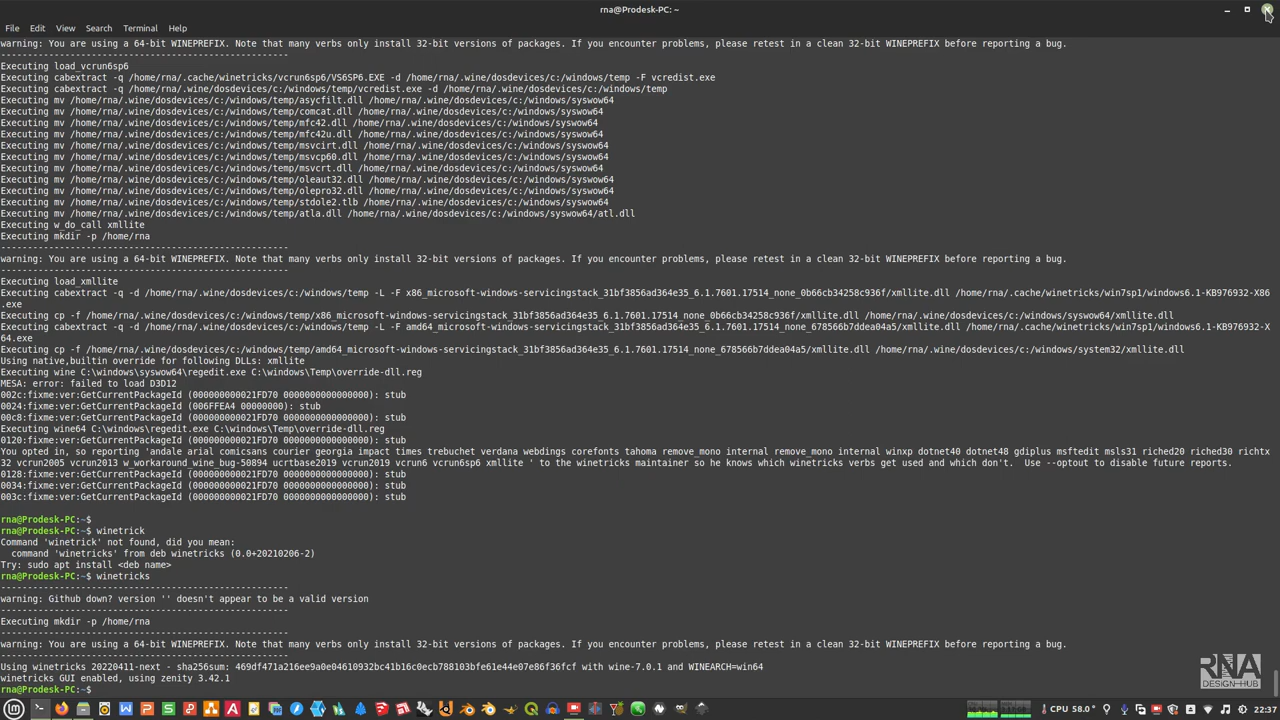 rna@Prodesk-PC: ~
File Edit View Search Terminal Help
warning: You are using a 64-bit WINEPREFIX. Note that many verbs only install 32-bit versions of packages. If you encounter problems, please retest in a clean 32-bit WINEPREFIX before reporting a bug.
------------------------------------------------
Executing load_vcrun6sp6
Executing cabextract -q /home/rna/.cache/winetricks/vcrun6sp6/VS6SP6.EXE -d /home/rna/.wine/dosdevices/c:/windows/temp -F vcredist.exe
Executing cabextract -q /home/rna/.wine/dosdevices/c:/windows/temp/vcredist.exe -d /home/rna/.wine/dosdevices/c:/windows/temp
Executing mv /home/rna/.wine/dosdevices/c:/windows/temp/asycfilt.dll /home/rna/.wine/dosdevices/c:/windows/syswow64
Executing mv /home/rna/.wine/dosdevices/c:/windows/temp/comcat.dll /home/rna/.wine/dosdevices/c:/windows/syswow64
Executing mv /home/rna/.wine/dosdevices/c:/windows/temp/mfc42.dll /home/rna/.wine/dosdevices/c:/windows/syswow64
Executing mv /home/rna/.wine/dosdevices/c:/windows/temp/mfc42u.dll /home/rna/.wine/dosdevices/c:/windows/syswow64
Executing mv /home/rna/.wine/dosdevices/c:/windows/temp/msvcirt.dll /home/rna/.wine/dosdevices/c:/windows/syswow64
Executing mv /home/rna/.wine/dosdevices/c:/windows/temp/msvcp60.dll /home/rna/.wine/dosdevices/c:/windows/syswow64
Executing mv /home/rna/.wine/dosdevices/c:/windows/temp/msvcrt.dll /home/rna/.wine/dosdevices/c:/windows/syswow64
Executing mv /home/rna/.wine/dosdevices/c:/windows/temp/oleaut32.dll /home/rna/.wine/dosdevices/c:/windows/syswow64
Executing mv /home/rna/.wine/dosdevices/c:/windows/temp/olepro32.dll /home/rna/.wine/dosdevices/c:/windows/syswow64
Executing mv /home/rna/.wine/dosdevices/c:/windows/temp/stdole2.tlb /home/rna/.wine/dosdevices/c:/windows/syswow64
Executing mv /home/rna/.wine/dosdevices/c:/windows/temp/atla.dll /home/rna/.wine/dosdevices/c:/windows/syswow64/atl.dll
Executing w_do_call xmllite
Executing mkdir -p /home/rna
------------------------------------------------
warning: You are using a 64-bit WINEPREFIX. Note that many verbs only install 32-bit versions of packages. If you encounter problems, please retest in a clean 32-bit WINEPREFIX before reporting a bug.
------------------------------------------------
Executing load_xmllite
Executing cabextract -q -d /home/rna/.wine/dosdevices/c:/windows/temp -L -F x86_microsoft-windows-servicingstack_31bf3856ad364e35_6.1.7601.17514_none_0b66cb34258c936f/xmllite.dll /home/rna/.cache/winetricks/win7sp1/windows6.1-KB976932-X86
.exe
Executing cp -f /home/rna/.wine/dosdevices/c:/windows/temp/x86_microsoft-windows-servicingstack_31bf3856ad364e35_6.1.7601.17514_none_0b66cb34258c936f/xmllite.dll /home/rna/.wine/dosdevices/c:/windows/syswow64/xmllite.dll
Executing cabextract -q -d /home/rna/.wine/dosdevices/c:/windows/temp -L -F amd64_microsoft-windows-servicingstack_31bf3856ad364e35_6.1.7601.17514_none_678566b7ddea04a5/xmllite.dll /home/rna/.cache/winetricks/win7sp1/windows6.1-KB976932-X
64.exe
Executing cp -f /home/rna/.wine/dosdevices/c:/windows/temp/amd64_microsoft-windows-servicingstack_31bf3856ad364e35_6.1.7601.17514_none_678566b7ddea04a5/xmllite.dll /home/rna/.wine/dosdevices/c:/windows/system32/xmllite.dll
Using native,builtin override for following DLLs: xmllite
Executing wine C:\windows\syswow64\regedit.exe C:\windows\Temp\override-dll.reg
MESA: error: failed to load D3D12
002c:fixme:ver:GetCurrentPackageId (000000000021FD70 0000000000000000): stub
0024:fixme:ver:GetCurrentPackageId (006FFEA4 00000000): stub
00c8:fixme:ver:GetCurrentPackageId (000000000021FD70 0000000000000000): stub
Executing wine64 C:\windows\regedit.exe C:\windows\Temp\override-dll.reg
0120:fixme:ver:GetCurrentPackageId (000000000021FD70 0000000000000000): stub
You opted in, so reporting 'andale arial comicsans courier georgia impact times trebuchet verdana webdings corefonts tahoma remove_mono internal remove_mono internal winxp dotnet40 dotnet48 gdiplus msftedit msls31 riched20 riched30 richtx
32 vcrun2005 vcrun2013 w_workaround_wine_bug-50894 ucrtbase2019 vcrun2019 vcrun6 vcrun6sp6 xmllite ' to the winetricks maintainer so he knows which winetricks verbs get used and which don't.  Use --optout to disable future reports.
0128:fixme:ver:GetCurrentPackageId (000000000021FD70 0000000000000000): stub
0034:fixme:ver:GetCurrentPackageId (000000000021FD70 0000000000000000): stub
003c:fixme:ver:GetCurrentPackageId (000000000021FD70 0000000000000000): stub
rna@Prodesk-PC:~$
rna@Prodesk-PC:~$ winetrick
Command 'winetrick' not found, did you mean:
command 'winetricks' from deb winetricks (0.0+20210206-2)
Try: sudo apt install <deb name>
rna@Prodesk-PC:~$ winetricks
------------------------------------------------
warning: Github down? version '' doesn't appear to be a valid version
------------------------------------------------
Executing mkdir -p /home/rna
------------------------------------------------
warning: You are using a 64-bit WINEPREFIX. Note that many verbs only install 32-bit versions of packages. If you encounter problems, please retest in a clean 32-bit WINEPREFIX before reporting a bug.
------------------------------------------------
Using winetricks 20220411-next - sha256sum: 469df471a216ee9a0e04610932bc41b16c0ecb788103bfe61e44e07e86f36fcf with wine-7.0.1 and WINEARCH=win64
winetricks GUI enabled, using zenity 3.42.1
rna@Prodesk-PC:~$
RNA
DESIGN-HUB
CPU 58.0°
22:37